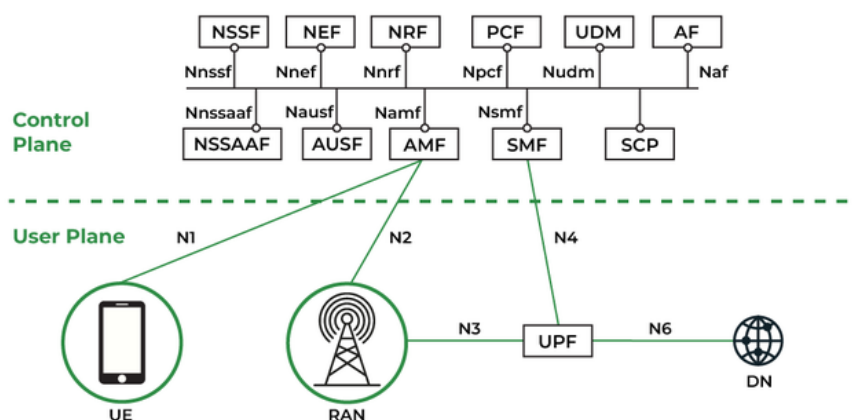 NSSF NEF NRF PCF UDM AF
Nnssf Nnef Nnrf Npcf Nudm Naf
Nnssaaf Nausf Namf Nsmf
Control
Plane
NSSAAF AUSF AMF SMF SCP
User Plane
N1 N2 N4
N3 N6
UPF
DN
UE RAN